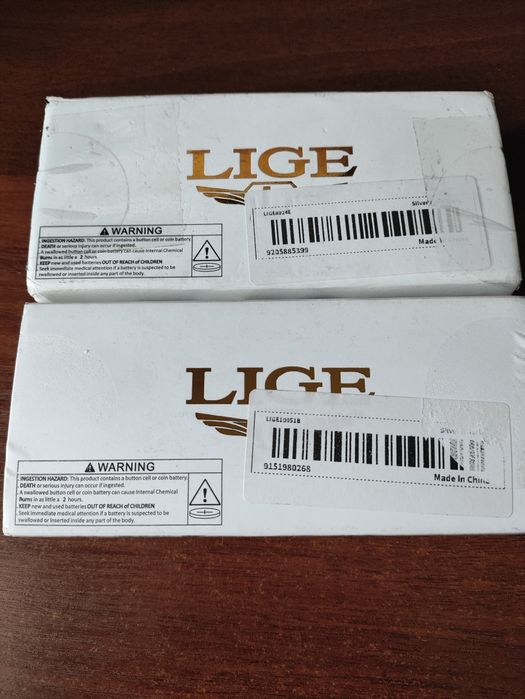 LIGE
Silvery
9205885399
Made
WARNING
INGESTION HAZARD: This product contains a button cell or coin battery.
DEATH or serious injury can occur if ingested.
A swallowed button cell or coin battery can cause Internal Chemical
Burns in as little a 2 hours.
KEEP new and used batteries OUT OF REACH of CHILDREN
Seek immediate medical attention if a battery is suspected to be
swallowed or inserted inside any part of the body.
LIGE
LIGE10051B
9151980268
Made In China
WARNING
INGESTION HAZARD: This product contains a button cell or coin battery.
DEATH or serious injury can occur if ingested.
A swallowed button cell or coin battery can cause Internal Chemical
Burns in as little a 2 hours.
KEEP new and used batteries OUT OF REACH of CHILDREN
Seek immediate medical attention if a battery is suspected to be
swallowed or Inserted inside any part of the body.